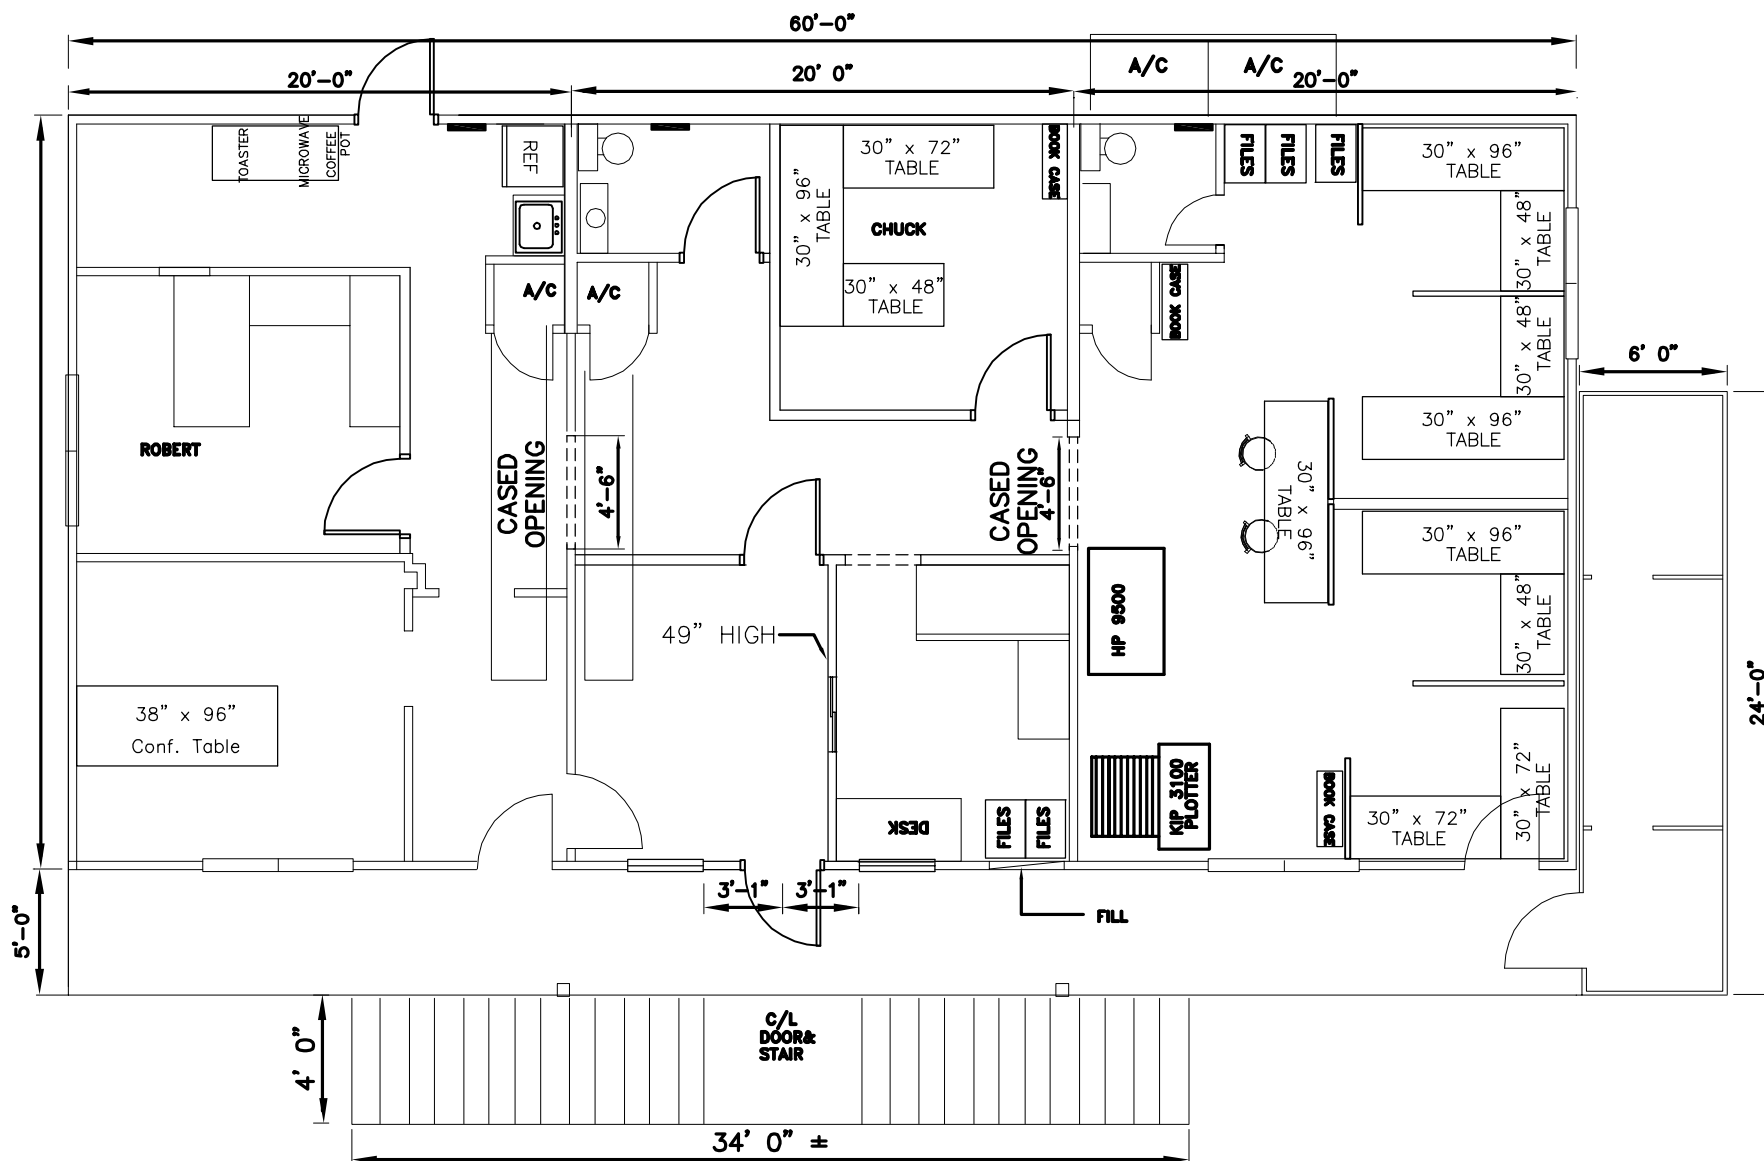 60'-0"
20'-0"
20' 0"
20'-0"
A/C
A/C
TOASTER
MICROWAVE
COFFEE
POT
REF
30" x 72"
TABLE
BOOK CASE
30" x 96"
TABLE
CHUCK
30" x 48"
TABLE
FILES
FILES
FILES
30" x 96"
TABLE
30" x 48"
TABLE
30" x 48"
TABLE
BOOK CASE
A/C
A/C
6' 0"
30" x 96"
TABLE
ROBERT
CASED
OPENING
4'-6"
CASED
OPENING
4'-6"
30" x 96"
TABLE
30" x 96"
TABLE
30" x 48"
TABLE
HP 9500
49" HIGH
24'-0"
38" x 96"
Conf. Table
KIP 3100
PLOTTER
BOOK CASE
30" x 72"
TABLE
30" x 72"
TABLE
DESK
FILES
FILES
3'-1"
3'-1"
FILL
5'-0"
C/L
DOOR&
STAIR
4' 0"
34' 0" ±